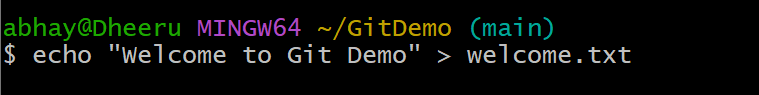 abhay@Dheeru MINGW64 ~/GitDemo (main)
$ echo "Welcome to Git Demo" > welcome.txt